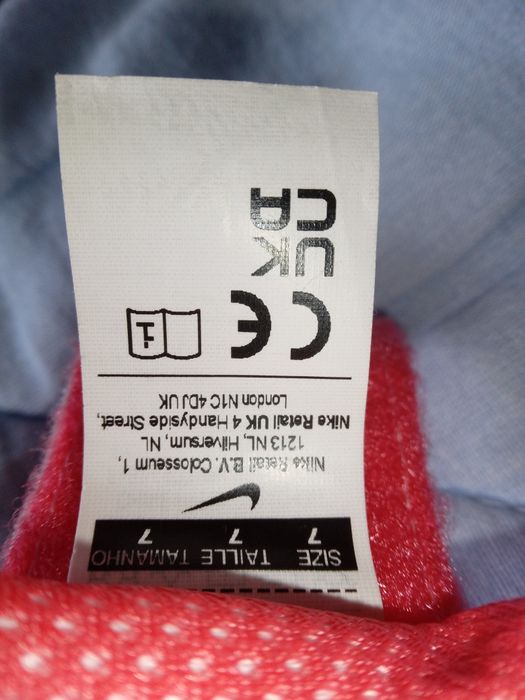 SIZE TAILLE TAMANHO
7 7 7
Nike Retail B.V. Colosseum 1,
1213 NL, Hilversum, NL
Nike Retail UK 4 Handyside Street,
London N1C 4DJ UK
i
CE
UK
CA